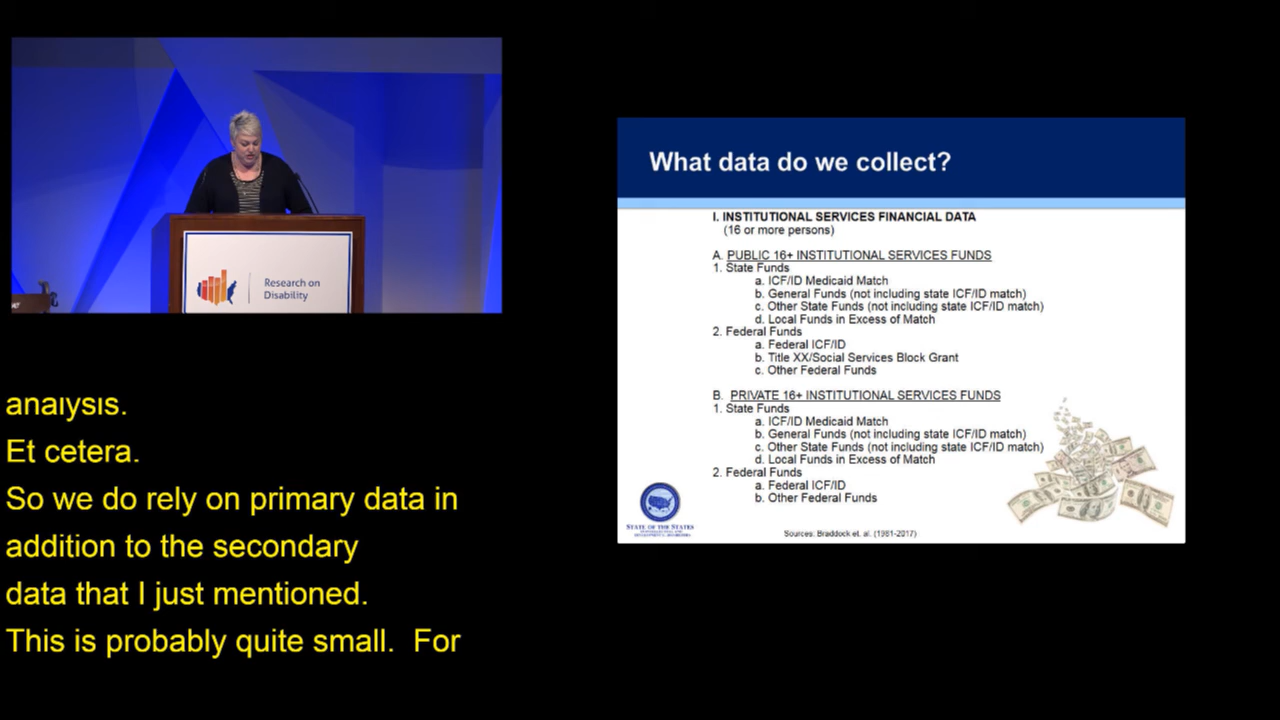 Research on
Disability
analysis.
Et cetera.
So we do rely on primary data in
addition to the secondary
data that I just mentioned.
This is probably quite small.  For
What data do we collect?
I. INSTITUTIONAL SERVICES FINANCIAL DATA
(16 or more persons)
A. PUBLIC 16+ INSTITUTIONAL SERVICES FUNDS
1. State Funds
a. ICF/ID Medicaid Match
b. General Funds (not including state ICF/ID match)
c. Other State Funds (not including state ICF/ID match)
d. Local Funds in Excess of Match
2. Federal Funds
a. Federal ICF/ID
b. Title XX/Social Services Block Grant
c. Other Federal Funds
B. PRIVATE 16+ INSTITUTIONAL SERVICES FUNDS
1. State Funds
a. ICF/ID Medicaid Match
b. General Funds (not including state ICF/ID match)
c. Other State Funds (not including state ICF/ID match)
d. Local Funds in Excess of Match
2. Federal Funds
a. Federal ICF/ID
b. Other Federal Funds
STATE OF THE STATES
Sources: Braddock et. al. (1981-2017)